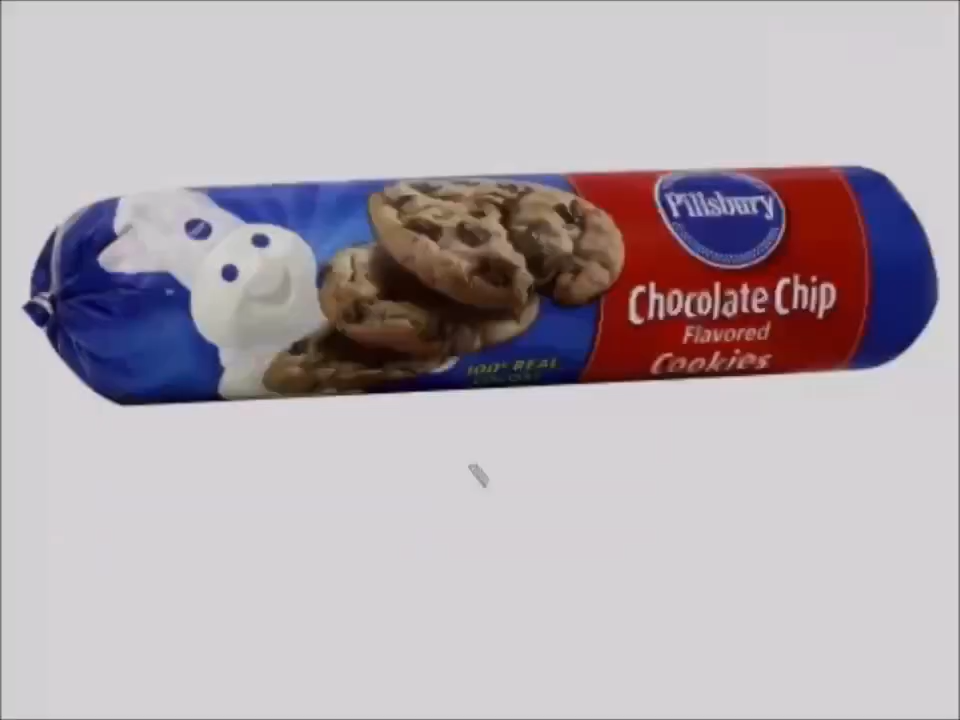 Pillsbury
Chocolate Chip
Flavored
Cookies
100% REAL